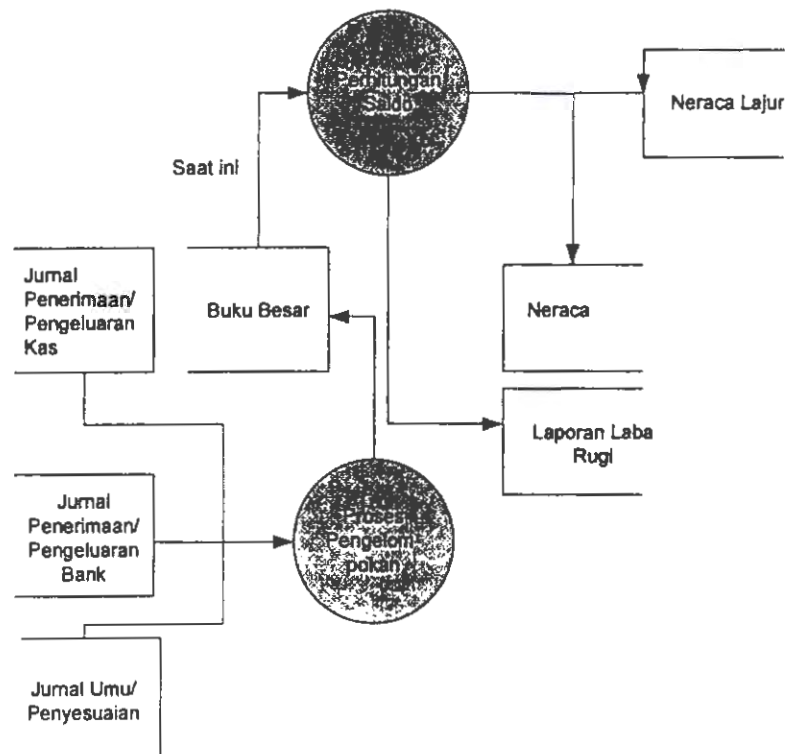 Perhitungan
Saldo
Neraca Lajur
Saat ini
Jurnal
Penerimaan/
Pengeluaran
Kas
Buku Besar
Neraca
Laporan Laba
Rugi
Jurnal
Penerimaan/
Pengeluaran
Bank
Proses
Pengelom-
pokan
Jurnal Umu/
Penyesuaian